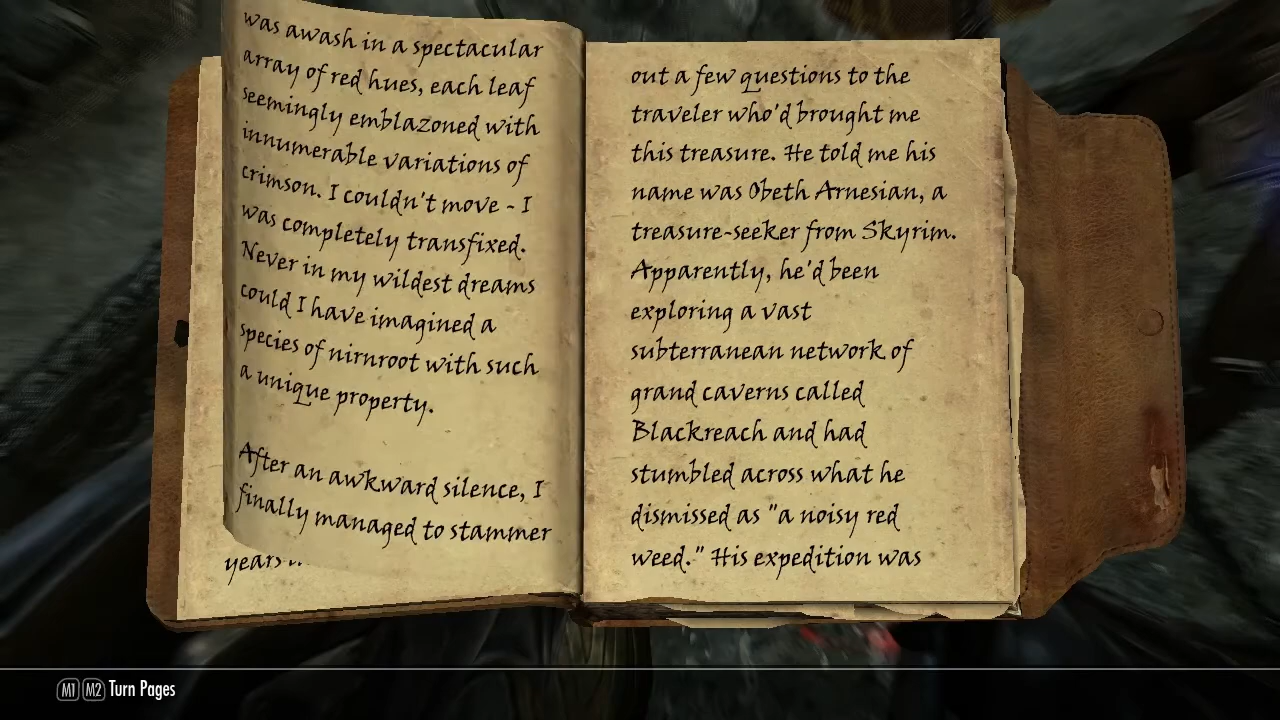 was awash in a spectacular
array of red hues, each leaf
seemingly emblazoned with
innumerable variations of
crimson. I couldn't move - I
was completely transfixed.
Never in my wildest dreams
could I have imagined a
species of nirnroot with such
a unique property.
After an awkward silence, I
finally managed to stammer
years
out a few questions to the
traveler who'd brought me
this treasure. He told me his
name was Obeth Arnesian, a
treasure-seeker from Skyrim.
Apparently, he'd been
exploring a vast
subterranean network of
grand caverns called
Blackreach and had
stumbled across what he
dismissed as "a noisy red
weed." His expedition was
M1 M2 Turn Pages